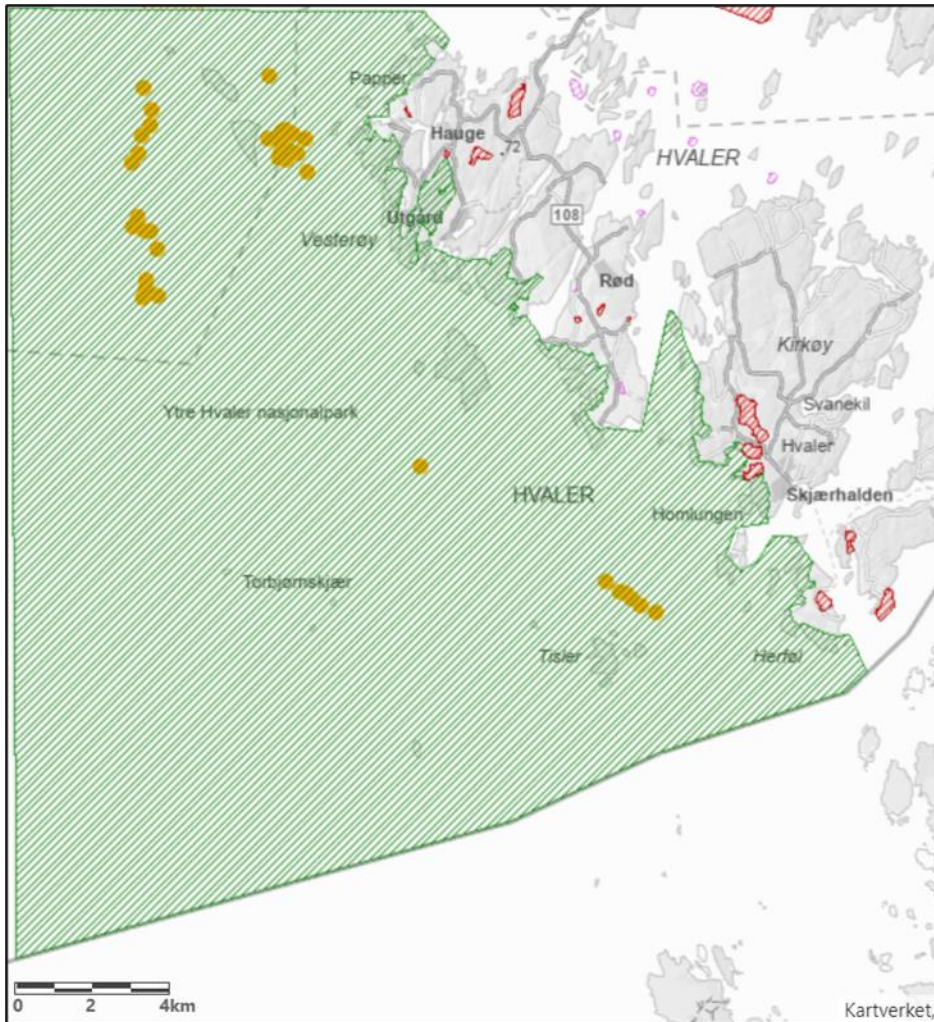 Papper
Hauge
72
HVALER
Utgård
108
Vesterøy
Rød
Kirkøy
Ytre Hvaler nasjonalpark
Svanekil
Hvaler
HVALER
Skjærhalden
Homlungen
Torbjørnskjær
Tisler
Herføl
0 2 4km
Kartverket,